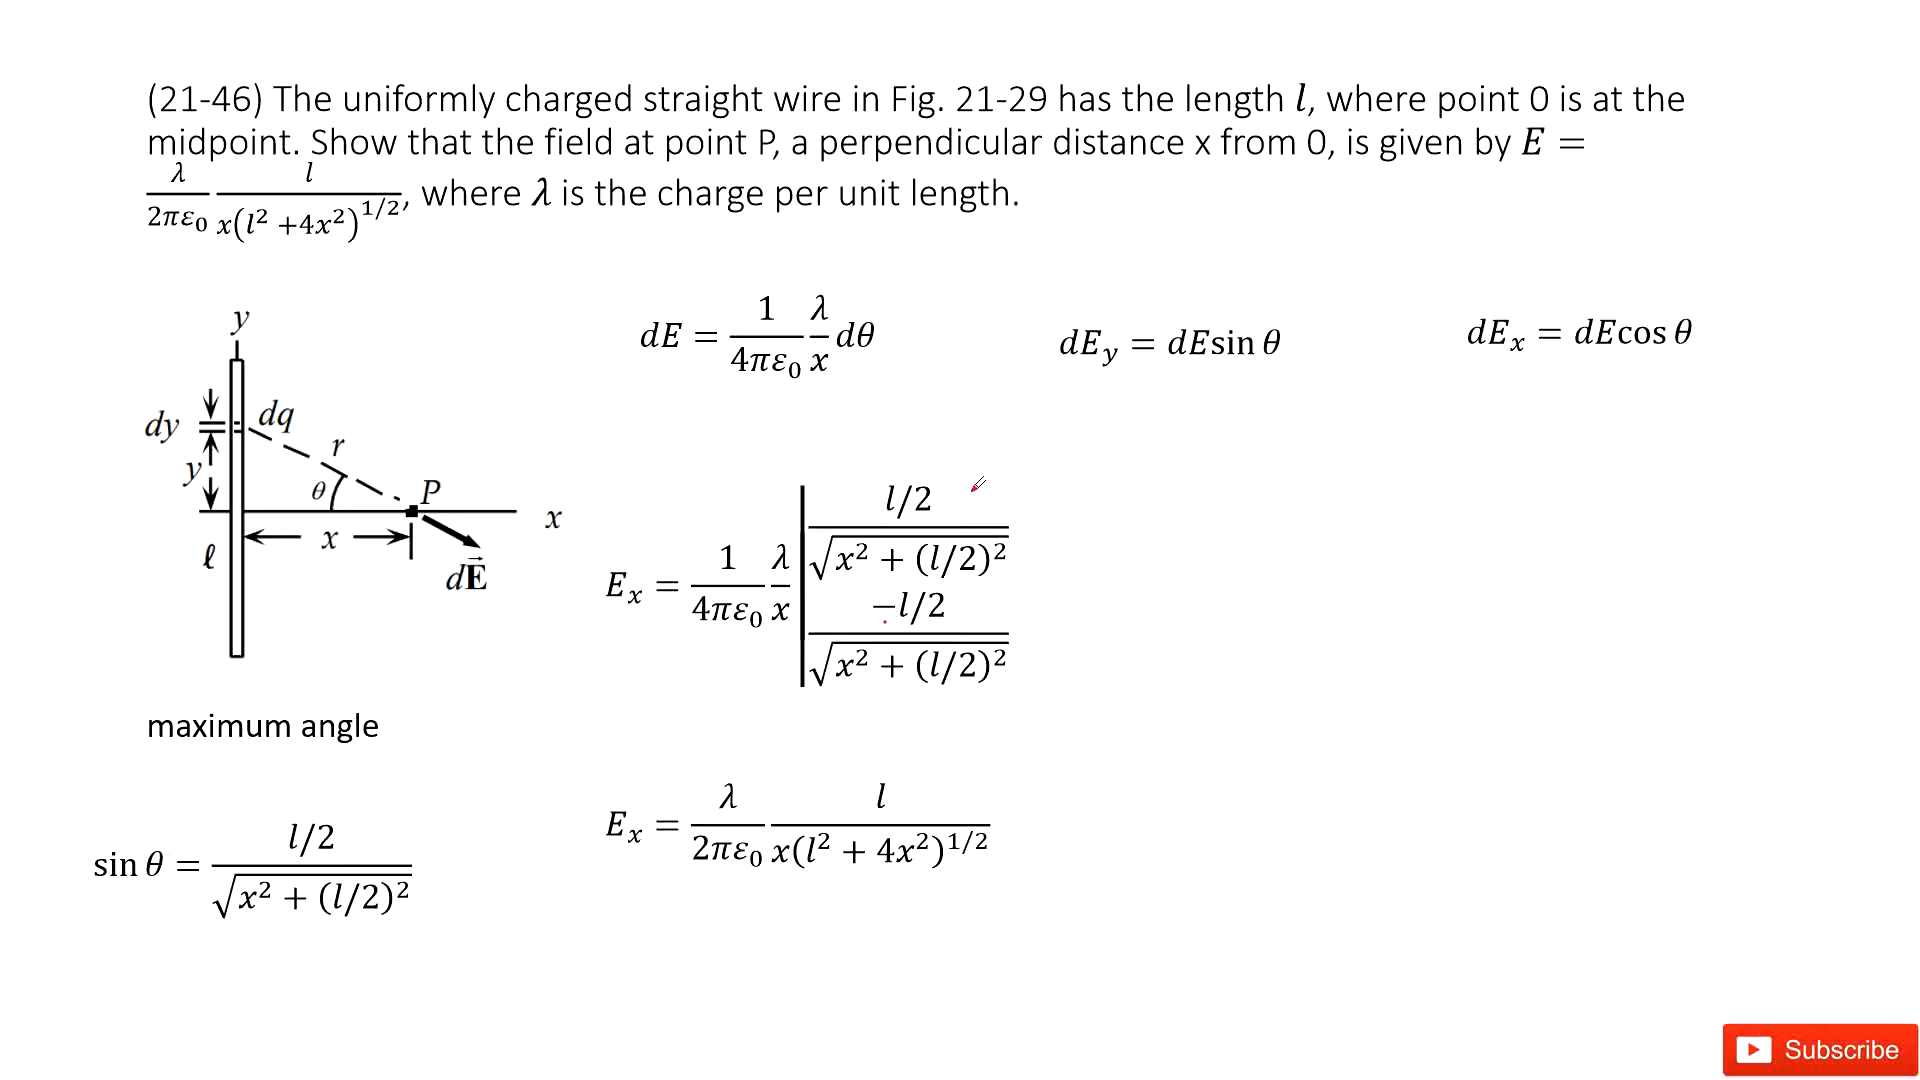 (21-46) The uniformly charged straight wire in Fig. 21-29 has the length l, where point O is at the
midpoint. Show that the field at point P, a perpendicular distance x from O, is given by E =
λ/(2πε₀) l/(x(l² +4x²)^1/2), where λ is the charge per unit length.
dE = 1/(4πε₀) λ/x dθ
dE_y = dE sin θ
dE_x = dE cos θ
y
dy
dq
r
y
θ
P
x
x
ℓ
dE⃗
E_x = 1/(4πε₀) λ/x | (l/2)/√(x² + (l/2)²)
(−l/2)/√(x² + (l/2)²)
maximum angle
sin θ = (l/2)/√(x² + (l/2)²)
E_x = λ/(2πε₀) l/(x(l² + 4x²)^1/2)
Subscribe